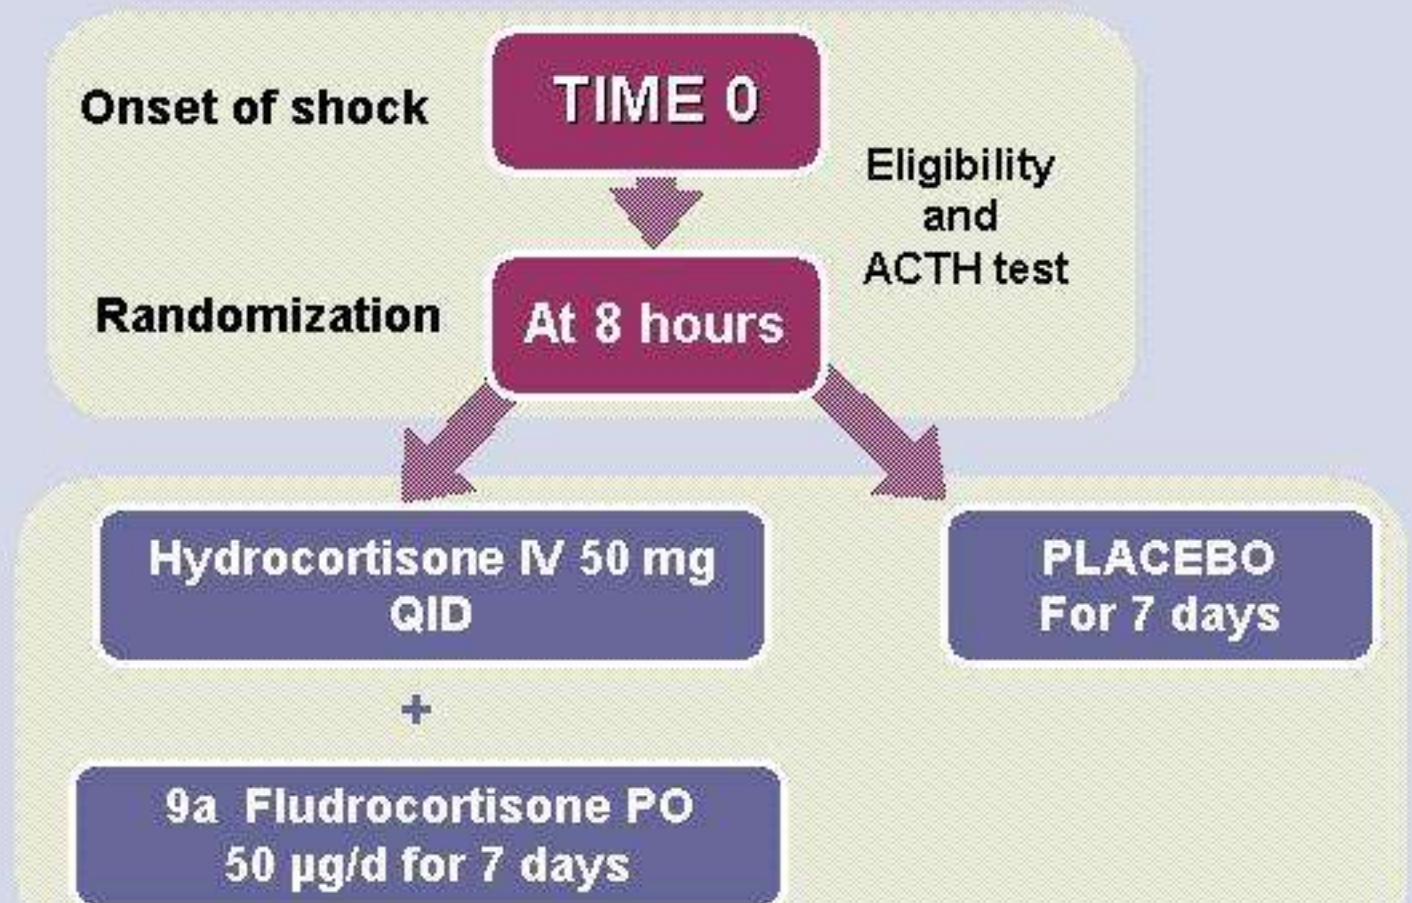 Onset of shock
TIME 0
Eligibility
and
ACTH test
Randomization
At 8 hours
Hydrocortisone IV 50 mg
QID
PLACEBO
For 7 days
+
9a Fludrocortisone PO
50 µg/d for 7 days